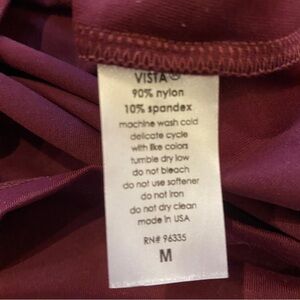 VISTA®
90% nylon
10% spandex
machine wash cold
delicate cycle
with like colors
tumble dry low
do not bleach
do not use softener
do not iron
do not dry clean
made in USA
RN# 96335
M